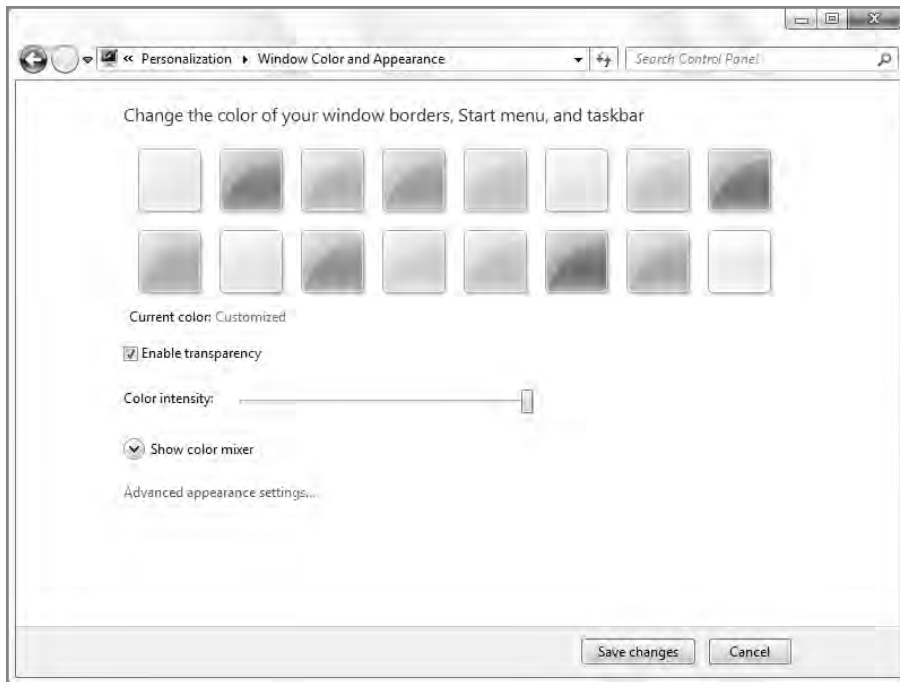 « Personalization ▸ Window Color and Appearance
Search Control Panel
Change the color of your window borders, Start menu, and taskbar
Current color: Customized
Enable transparency
Color intensity:
Show color mixer
Advanced appearance settings...
Save changes Cancel